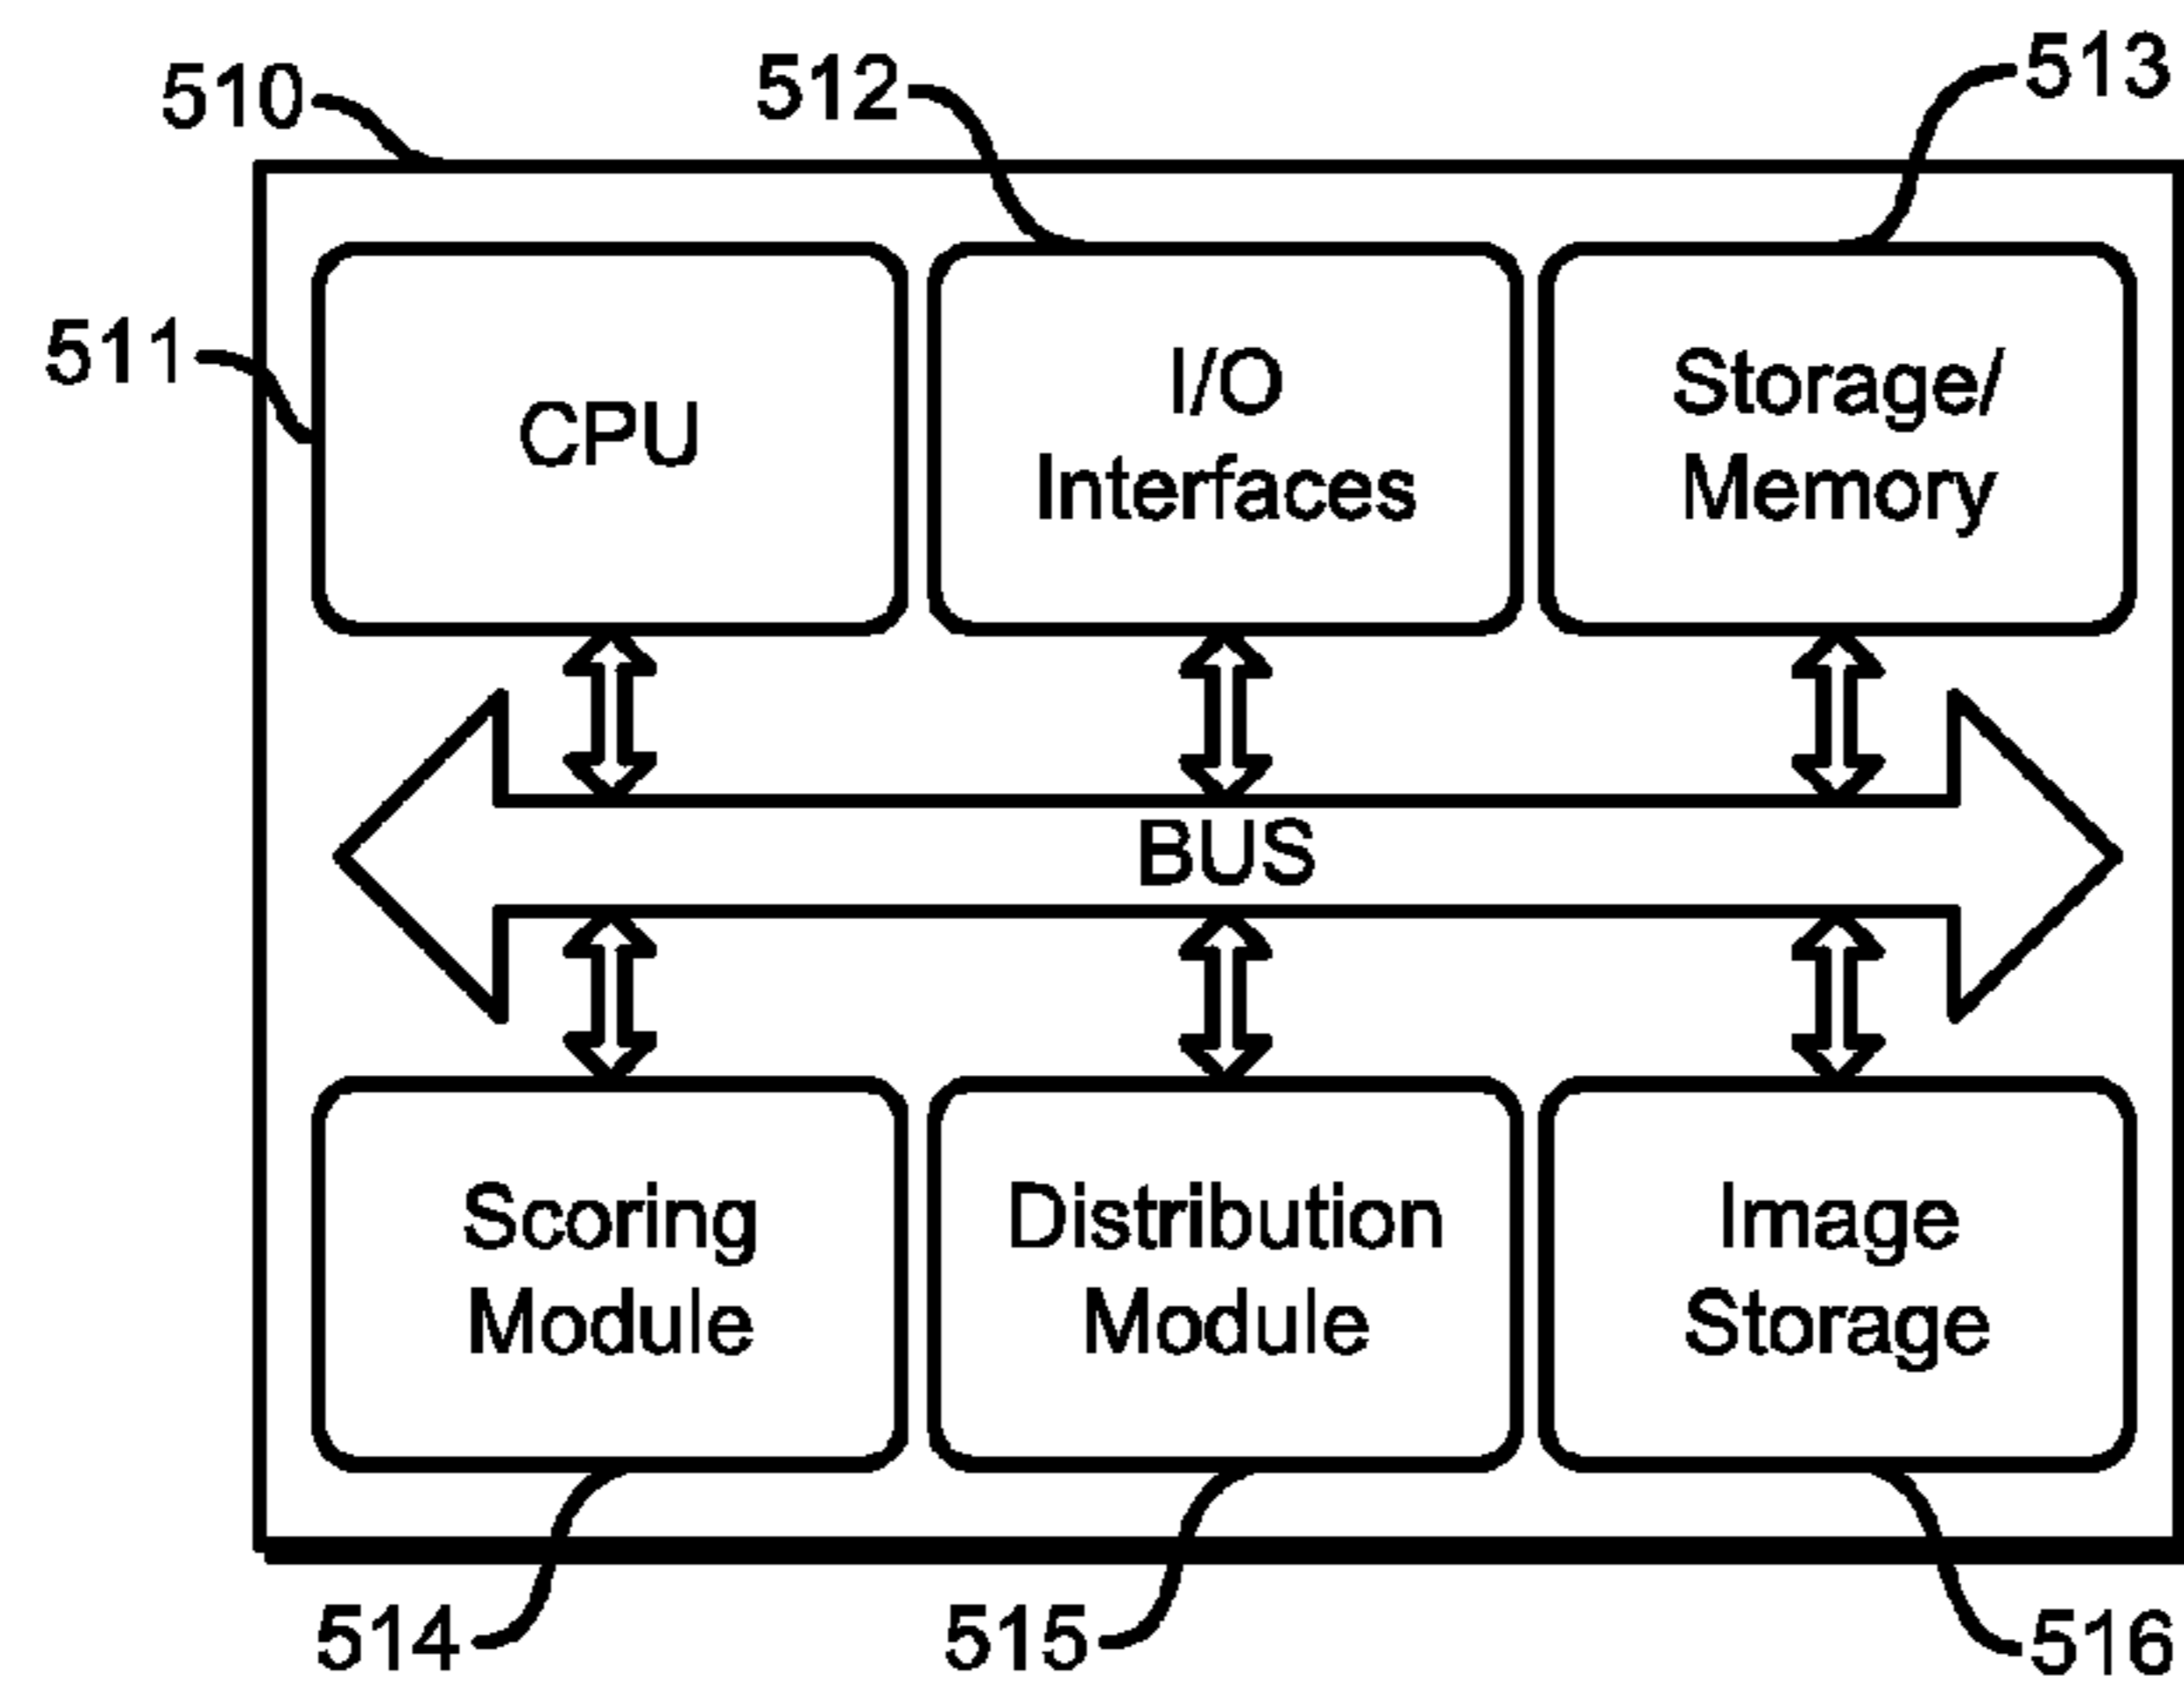 510
512
513
511
CPU
I/O
Interfaces
Storage/
Memory
BUS
Scoring
Module
Distribution
Module
Image
Storage
514
515
516